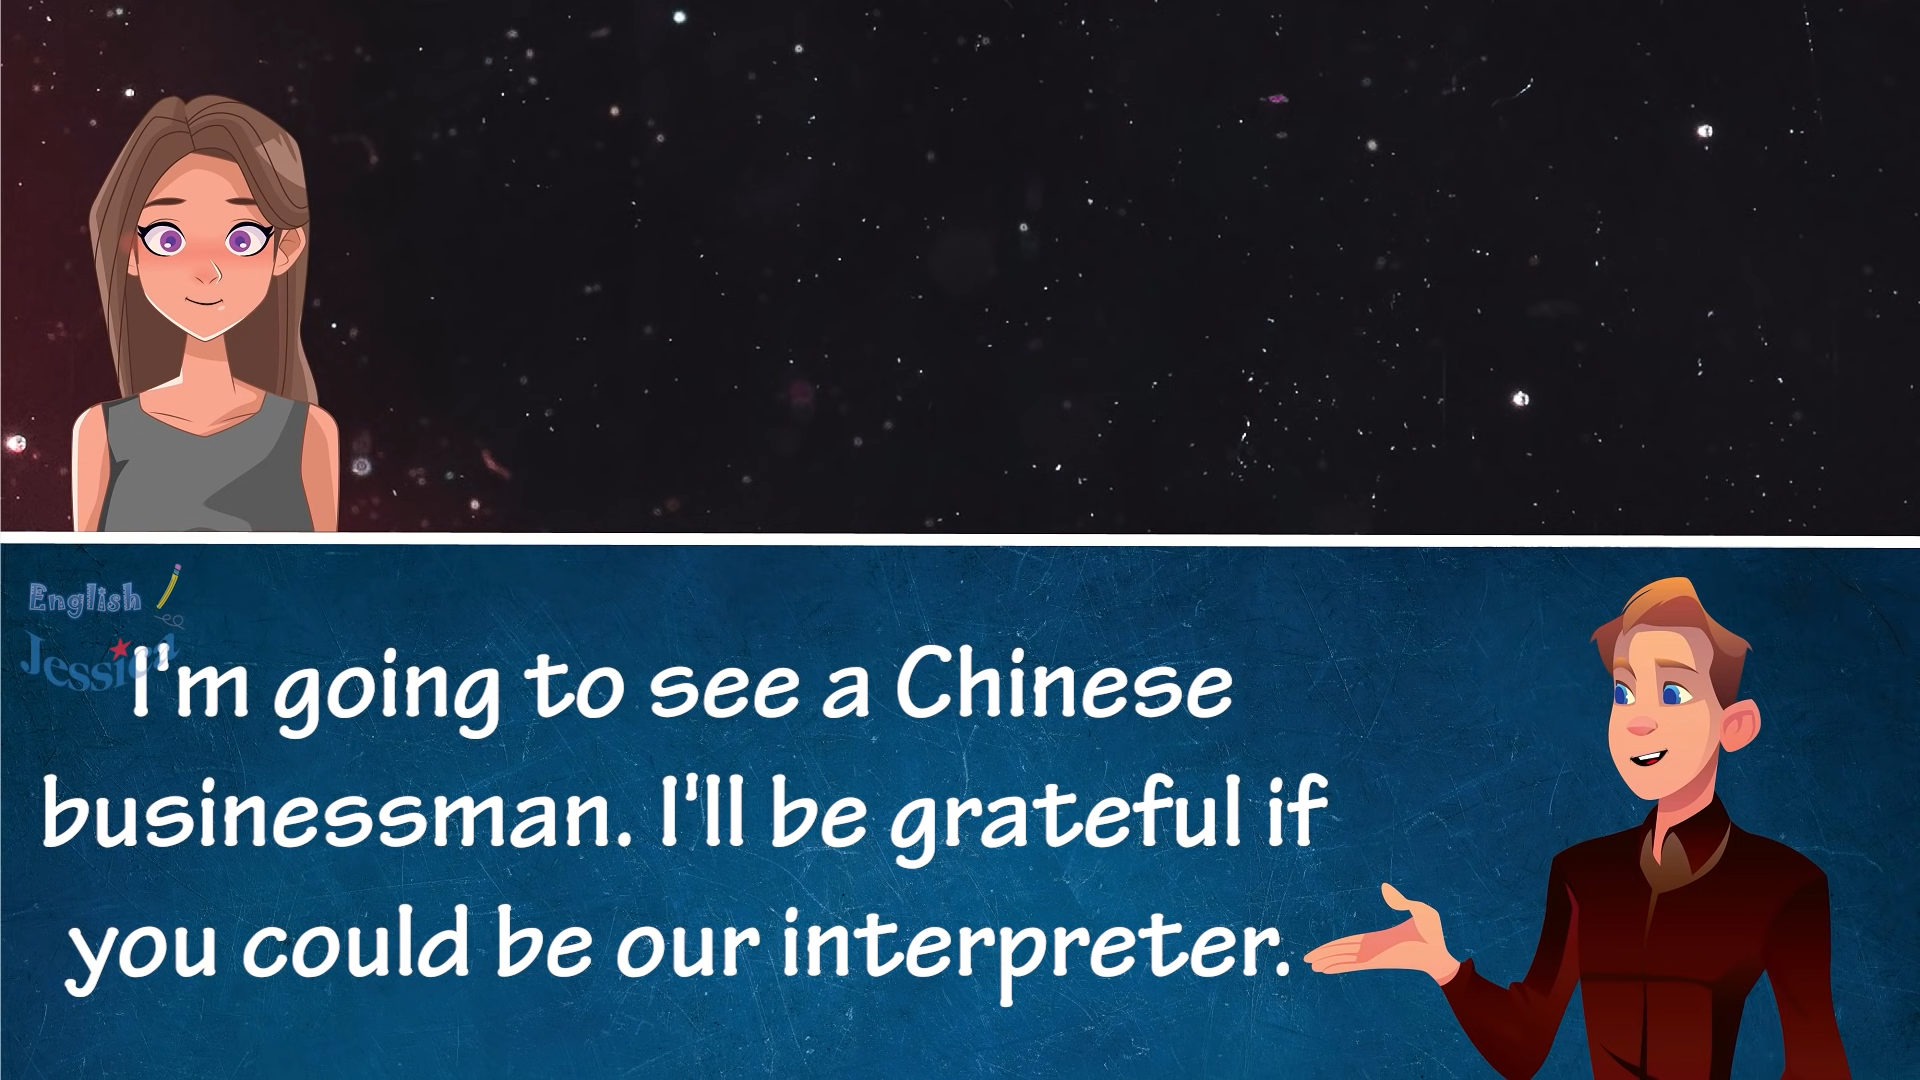 English
Jessica
I'm going to see a Chinese
businessman. I'll be grateful if
you could be our interpreter.